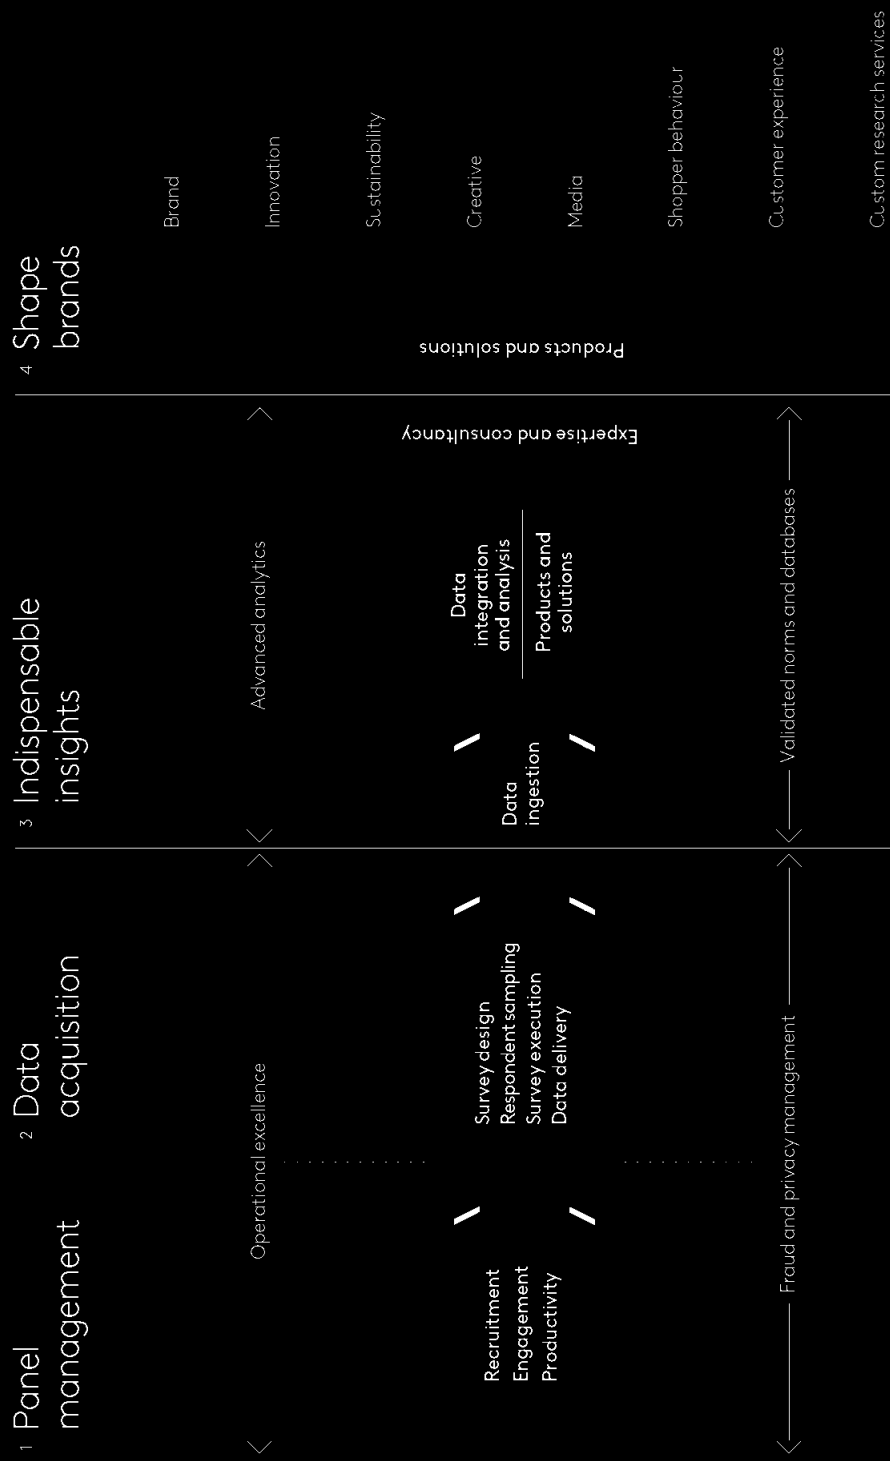 1 Panel
management
2 Data
acquisition
3 Indispensable
insights
4 Shape
brands
Operational excellence
Advanced analytics
Recruitment
Engagement
Productivity
Survey design
Respondent sampling
Survey execution
Data delivery
Data
ingestion
Data
integration
and analysis
Products and
solutions
Expertise and consultancy
Products and solutions
Fraud and privacy management
Validated norms and databases
Brand
Innovation
Sustainability
Creative
Media
Shopper behaviour
Customer experience
Custom research services